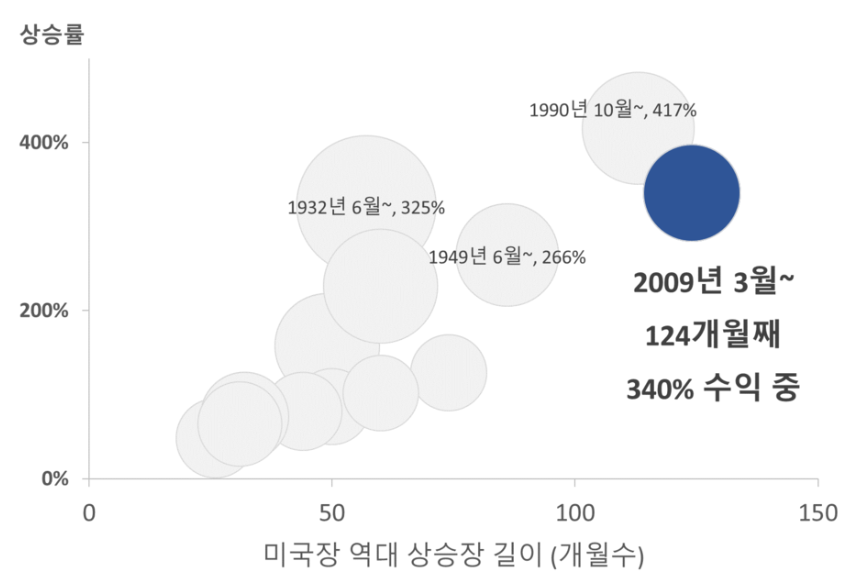 상승률
1990년 10월~, 417%
400%
1932년 6월~, 325%
1949년 6월~, 266%
2009년 3월~
200%
124개월째
340% 수익 중
0%
0 50 100 150
미국장 역대 상승장 길이 (개월수)